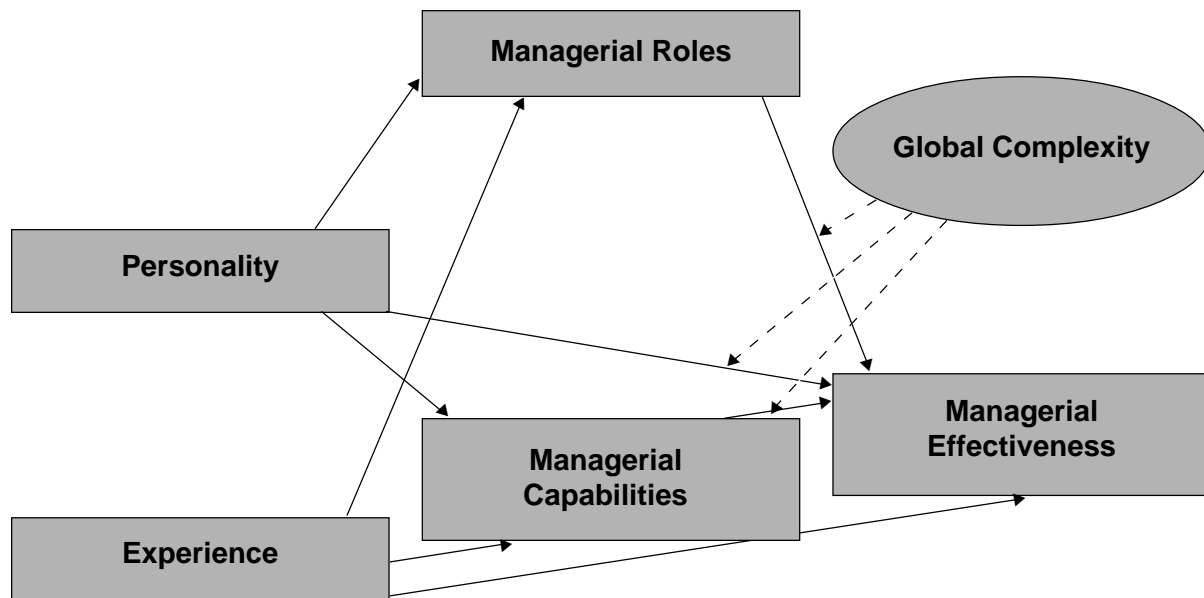 Managerial Roles
Global Complexity
Personality
Managerial
Effectiveness
Managerial
Capabilities
Experience